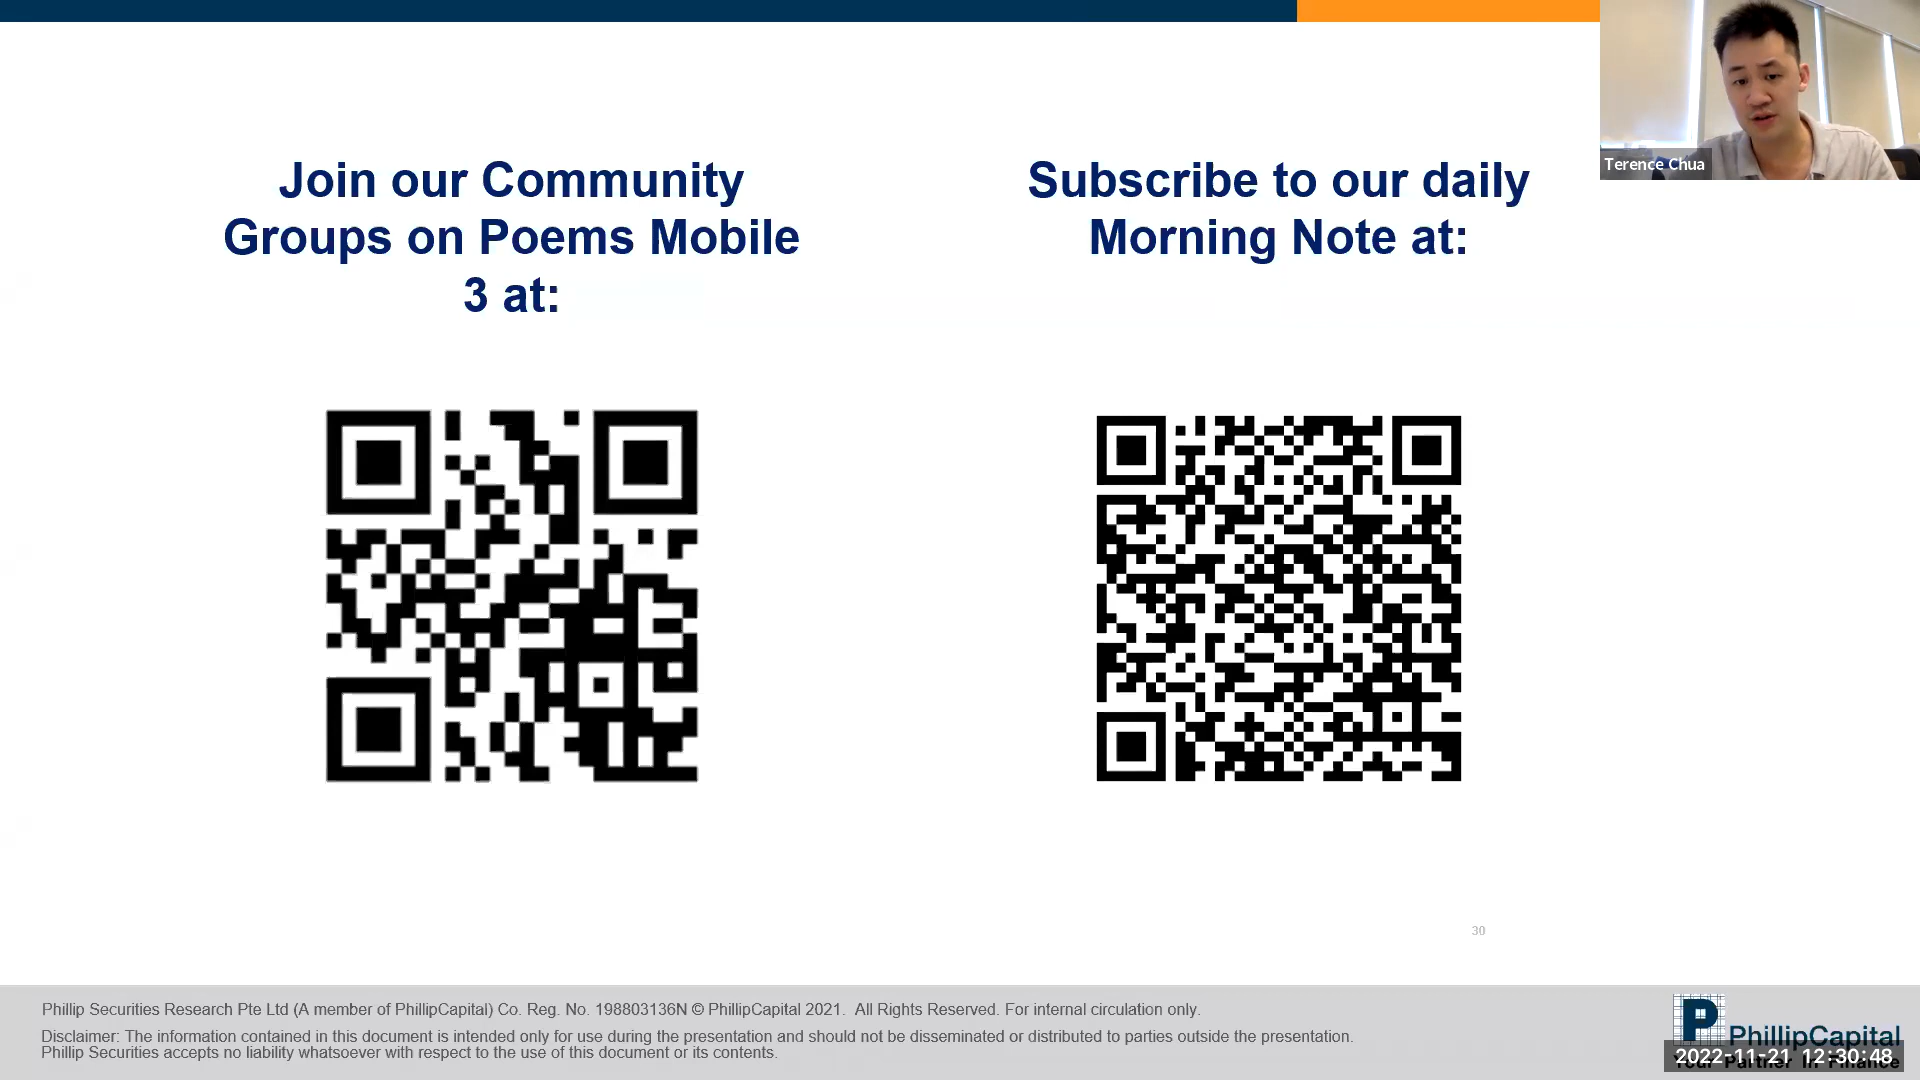 Join our Community
Groups on Poems Mobile
3 at:
Subscribe to our daily
Morning Note at:
Terence Chua
30
Phillip Securities Research Pte Ltd (A member of PhillipCapital) Co. Reg. No. 198803136N © PhillipCapital 2021.  All Rights Reserved. For internal circulation only.
Disclaimer: The information contained in this document is intended only for use during the presentation and should not be disseminated or distributed to parties outside the presentation.
Phillip Securities accepts no liability whatsoever with respect to the use of this document or its contents.
P PhillipCapital
Your Partner In Finance
2022-11-21 12:30:48